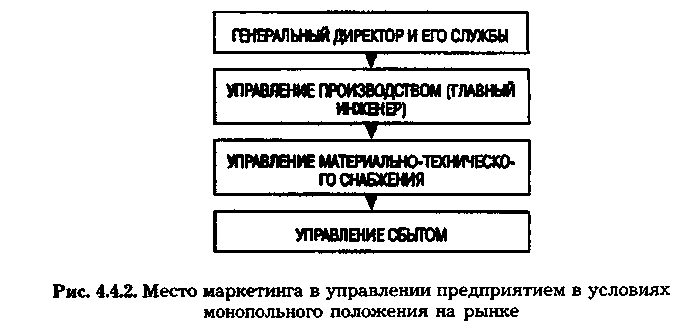 ГЕНЕРАЛЬНЫЙ ДИРЕКТОР И ЕГО СЛУЖБЫ
УПРАВЛЕНИЕ ПРОИЗВОДСТВОМ (ГЛАВНЫЙ
ИНЖЕНЕР)
УПРАВЛЕНИЕ МАТЕРИАЛЬНО-ТЕХНИЧЕСКО-
ГО СНАБЖЕНИЯ
УПРАВЛЕНИЕ СБЫТОМ
Рис. 4.4.2. Место маркетинга в управлении предприятием в условиях
монопольного положения на рынке